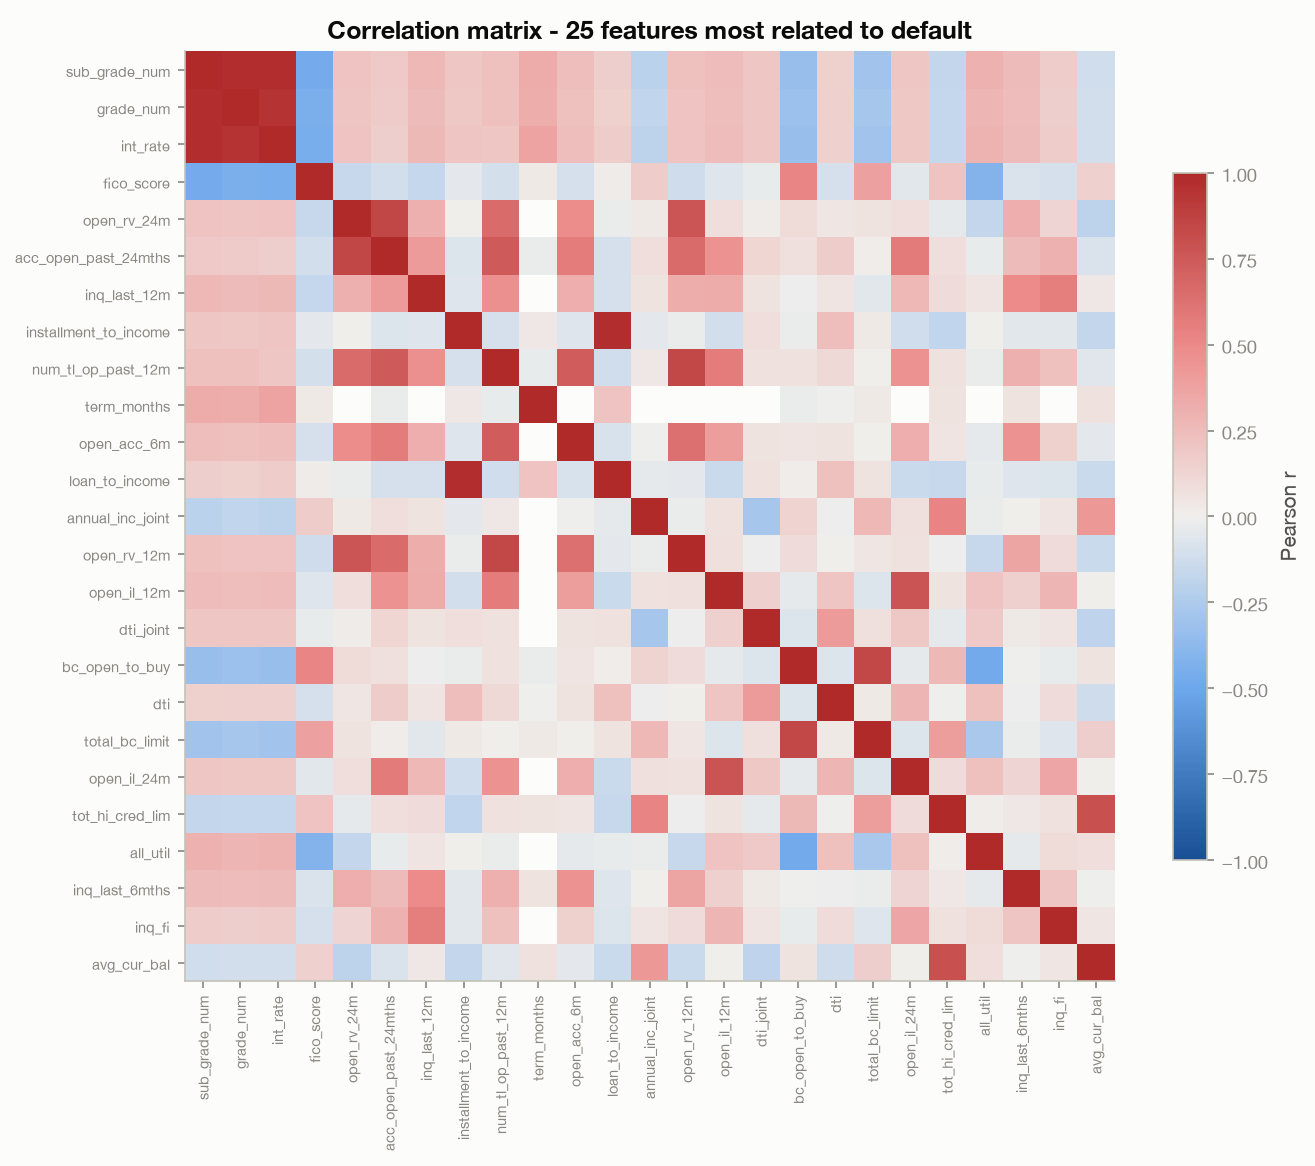 Correlation matrix - 25 features most related to default
sub_grade_num
grade_num
int_rate
fico_score
open_rv_24m
acc_open_past_24mths
inq_last_12m
installment_to_income
num_tl_op_past_12m
term_months
open_acc_6m
loan_to_income
annual_inc_joint
open_rv_12m
open_il_12m
dti_joint
bc_open_to_buy
dti
total_bc_limit
open_il_24m
tot_hi_cred_lim
all_util
inq_last_6mths
inq_fi
avg_cur_bal
sub_grade_num
grade_num
int_rate
fico_score
open_rv_24m
acc_open_past_24mths
inq_last_12m
installment_to_income
num_tl_op_past_12m
term_months
open_acc_6m
loan_to_income
annual_inc_joint
open_rv_12m
open_il_12m
dti_joint
bc_open_to_buy
dti
total_bc_limit
open_il_24m
tot_hi_cred_lim
all_util
inq_last_6mths
inq_fi
avg_cur_bal
1.00
0.75
0.50
0.25
0.00
−0.25
−0.50
−0.75
−1.00
Pearson r